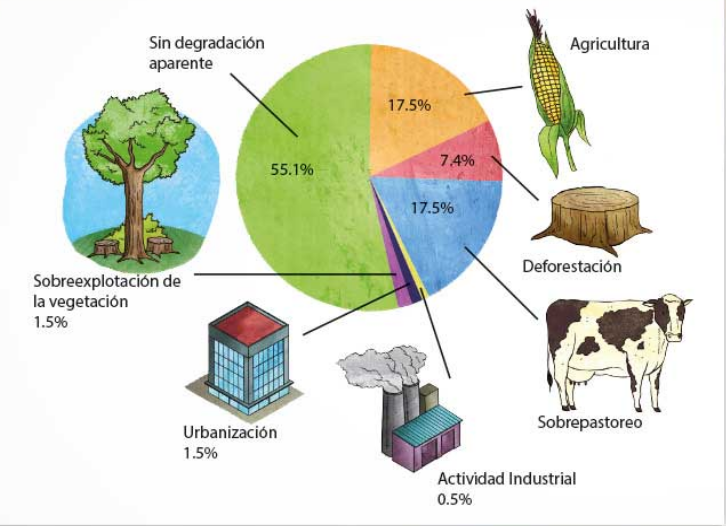 Sin degradación
aparente
Agricultura
17.5%
7.4%
55.1%
17.5%
Deforestación
Sobreexplotación de
la vegetación
1.5%
Sobrepastoreo
Urbanización
1.5%
Actividad Industrial
0.5%